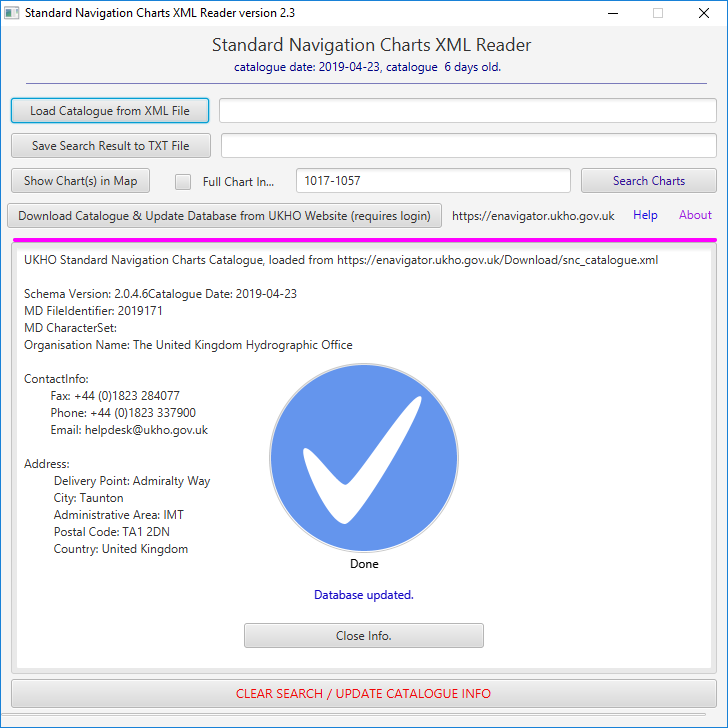 Standard Navigation Charts XML Reader version 2.3
Standard Navigation Charts XML Reader
catalogue date: 2019-04-23, catalogue  6 days old.
Load Catalogue from XML File
Save Search Result to TXT File
Show Chart(s) in Map
Full Chart In...
1017-1057
Search Charts
Download Catalogue & Update Database from UKHO Website (requires login)
https://enavigator.ukho.gov.uk
Help
About
UKHO Standard Navigation Charts Catalogue, loaded from https://enavigator.ukho.gov.uk/Download/snc_catalogue.xml
Schema Version: 2.0.4.6Catalogue Date: 2019-04-23
MD FileIdentifier: 2019171
MD CharacterSet:
Organisation Name: The United Kingdom Hydrographic Office
ContactInfo:
Fax: +44 (0)1823 284077
Phone: +44 (0)1823 337900
Email: helpdesk@ukho.gov.uk
Address:
Delivery Point: Admiralty Way
City: Taunton
Administrative Area: IMT
Postal Code: TA1 2DN
Country: United Kingdom
Done
Database updated.
Close Info.
CLEAR SEARCH / UPDATE CATALOGUE INFO